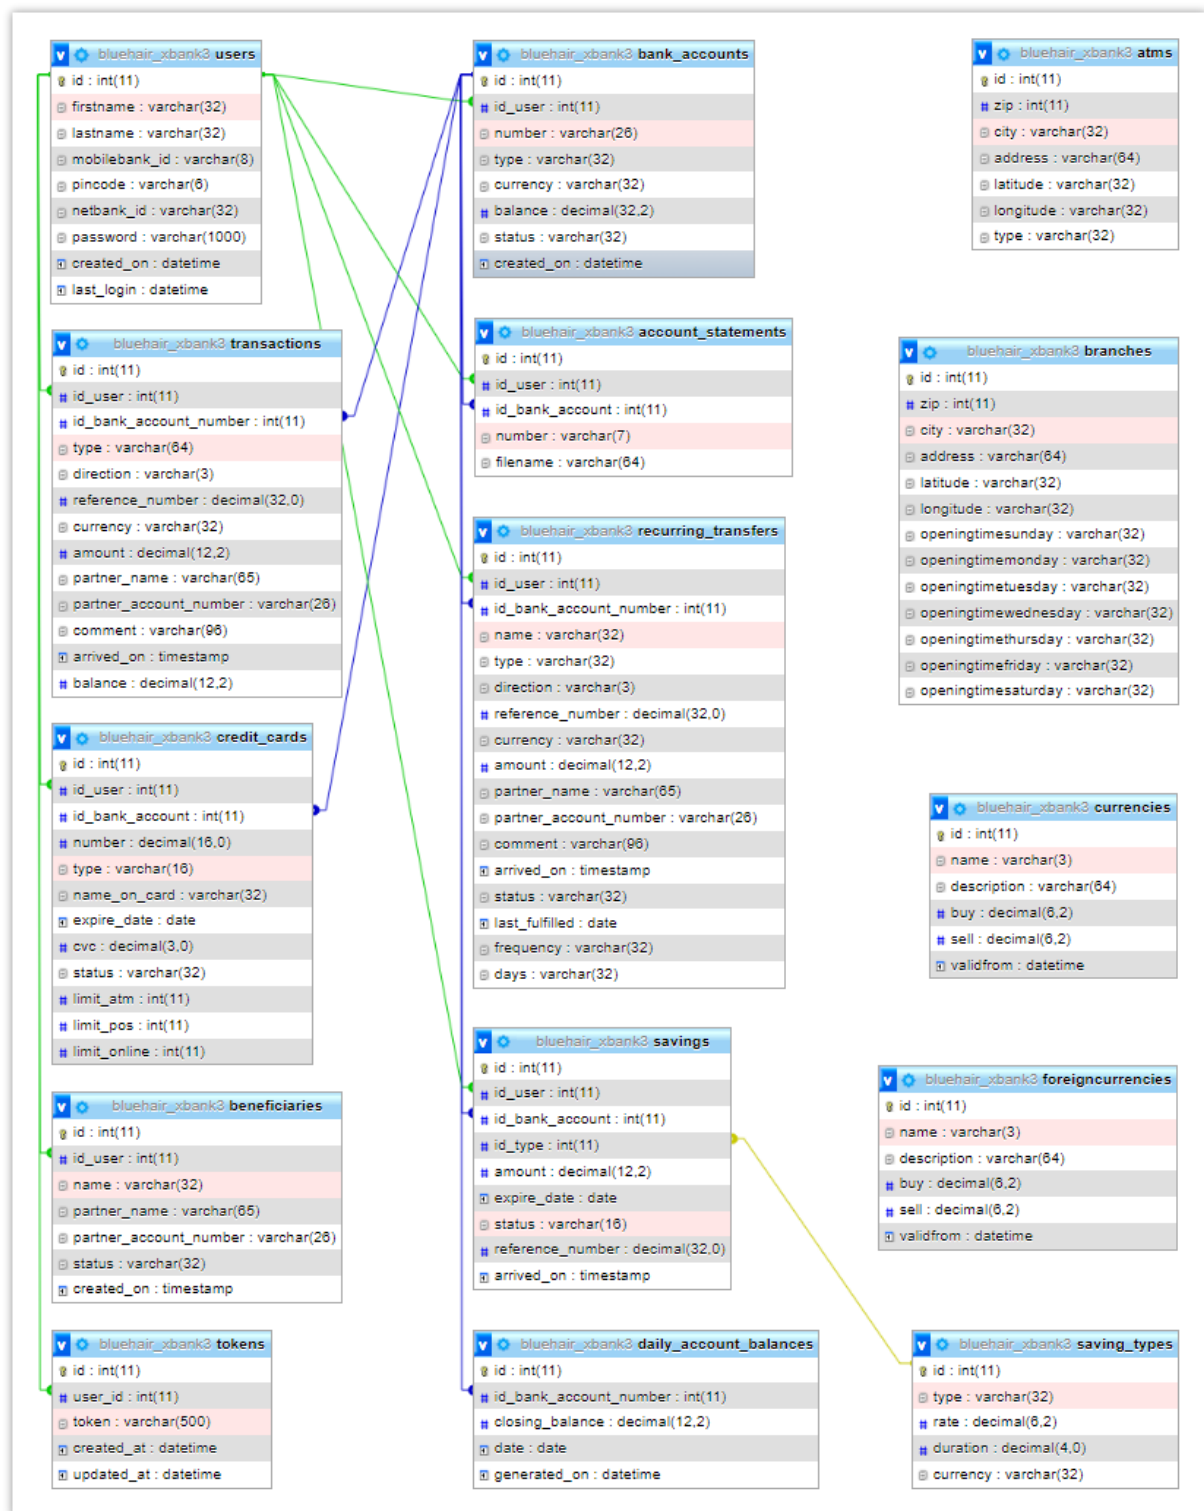 bluehair_xbank3 users
id : int(11)
firstname : varchar(32)
lastname : varchar(32)
mobilebank_id : varchar(8)
pincode : varchar(6)
netbank_id : varchar(32)
password : varchar(1000)
created_on : datetime
last_login : datetime
bluehair_xbank3 transactions
id : int(11)
id_user : int(11)
id_bank_account_number : int(11)
type : varchar(64)
direction : varchar(3)
reference_number : decimal(32,0)
currency : varchar(32)
amount : decimal(12,2)
partner_name : varchar(65)
partner_account_number : varchar(26)
comment : varchar(96)
arrived_on : timestamp
balance : decimal(12,2)
bluehair_xbank3 credit_cards
id : int(11)
id_user : int(11)
id_bank_account : int(11)
number : decimal(16,0)
type : varchar(16)
name_on_card : varchar(32)
expire_date : date
cvc : decimal(3,0)
status : varchar(32)
limit_atm : int(11)
limit_pos : int(11)
limit_online : int(11)
bluehair_xbank3 beneficiaries
id : int(11)
id_user : int(11)
name : varchar(32)
partner_name : varchar(65)
partner_account_number : varchar(26)
status : varchar(32)
created_on : timestamp
bluehair_xbank3 tokens
id : int(11)
user_id : int(11)
token : varchar(500)
created_at : datetime
updated_at : datetime
bluehair_xbank3 bank_accounts
id : int(11)
id_user : int(11)
number : varchar(26)
type : varchar(32)
currency : varchar(32)
balance : decimal(32,2)
status : varchar(32)
created_on : datetime
bluehair_xbank3 account_statements
id : int(11)
id_user : int(11)
id_bank_account : int(11)
number : varchar(7)
filename : varchar(64)
bluehair_xbank3 recurring_transfers
id : int(11)
id_user : int(11)
id_bank_account_number : int(11)
name : varchar(32)
type : varchar(32)
direction : varchar(3)
reference_number : decimal(32,0)
currency : varchar(32)
amount : decimal(12,2)
partner_name : varchar(65)
partner_account_number : varchar(26)
comment : varchar(96)
arrived_on : timestamp
status : varchar(32)
last_fulfilled : date
frequency : varchar(32)
days : varchar(32)
bluehair_xbank3 savings
id : int(11)
id_user : int(11)
id_bank_account : int(11)
id_type : int(11)
amount : decimal(12,2)
expire_date : date
status : varchar(16)
reference_number : decimal(32,0)
arrived_on : timestamp
bluehair_xbank3 daily_account_balances
id : int(11)
id_bank_account_number : int(11)
closing_balance : decimal(12,2)
date : date
generated_on : datetime
bluehair_xbank3 atms
id : int(11)
zip : int(11)
city : varchar(32)
address : varchar(64)
latitude : varchar(32)
longitude : varchar(32)
type : varchar(32)
bluehair_xbank3 branches
id : int(11)
zip : int(11)
city : varchar(32)
address : varchar(64)
latitude : varchar(32)
longitude : varchar(32)
openingtimesunday : varchar(32)
openingtimemonday : varchar(32)
openingtimetuesday : varchar(32)
openingtimewednesday : varchar(32)
openingtimethursday : varchar(32)
openingtimefriday : varchar(32)
openingtimesaturday : varchar(32)
bluehair_xbank3 currencies
id : int(11)
name : varchar(3)
description : varchar(64)
buy : decimal(6,2)
sell : decimal(6,2)
validfrom : datetime
bluehair_xbank3 foreigncurrencies
id : int(11)
name : varchar(3)
description : varchar(64)
buy : decimal(6,2)
sell : decimal(6,2)
validfrom : datetime
bluehair_xbank3 saving_types
id : int(11)
type : varchar(32)
rate : decimal(6,2)
duration : decimal(4,0)
currency : varchar(32)